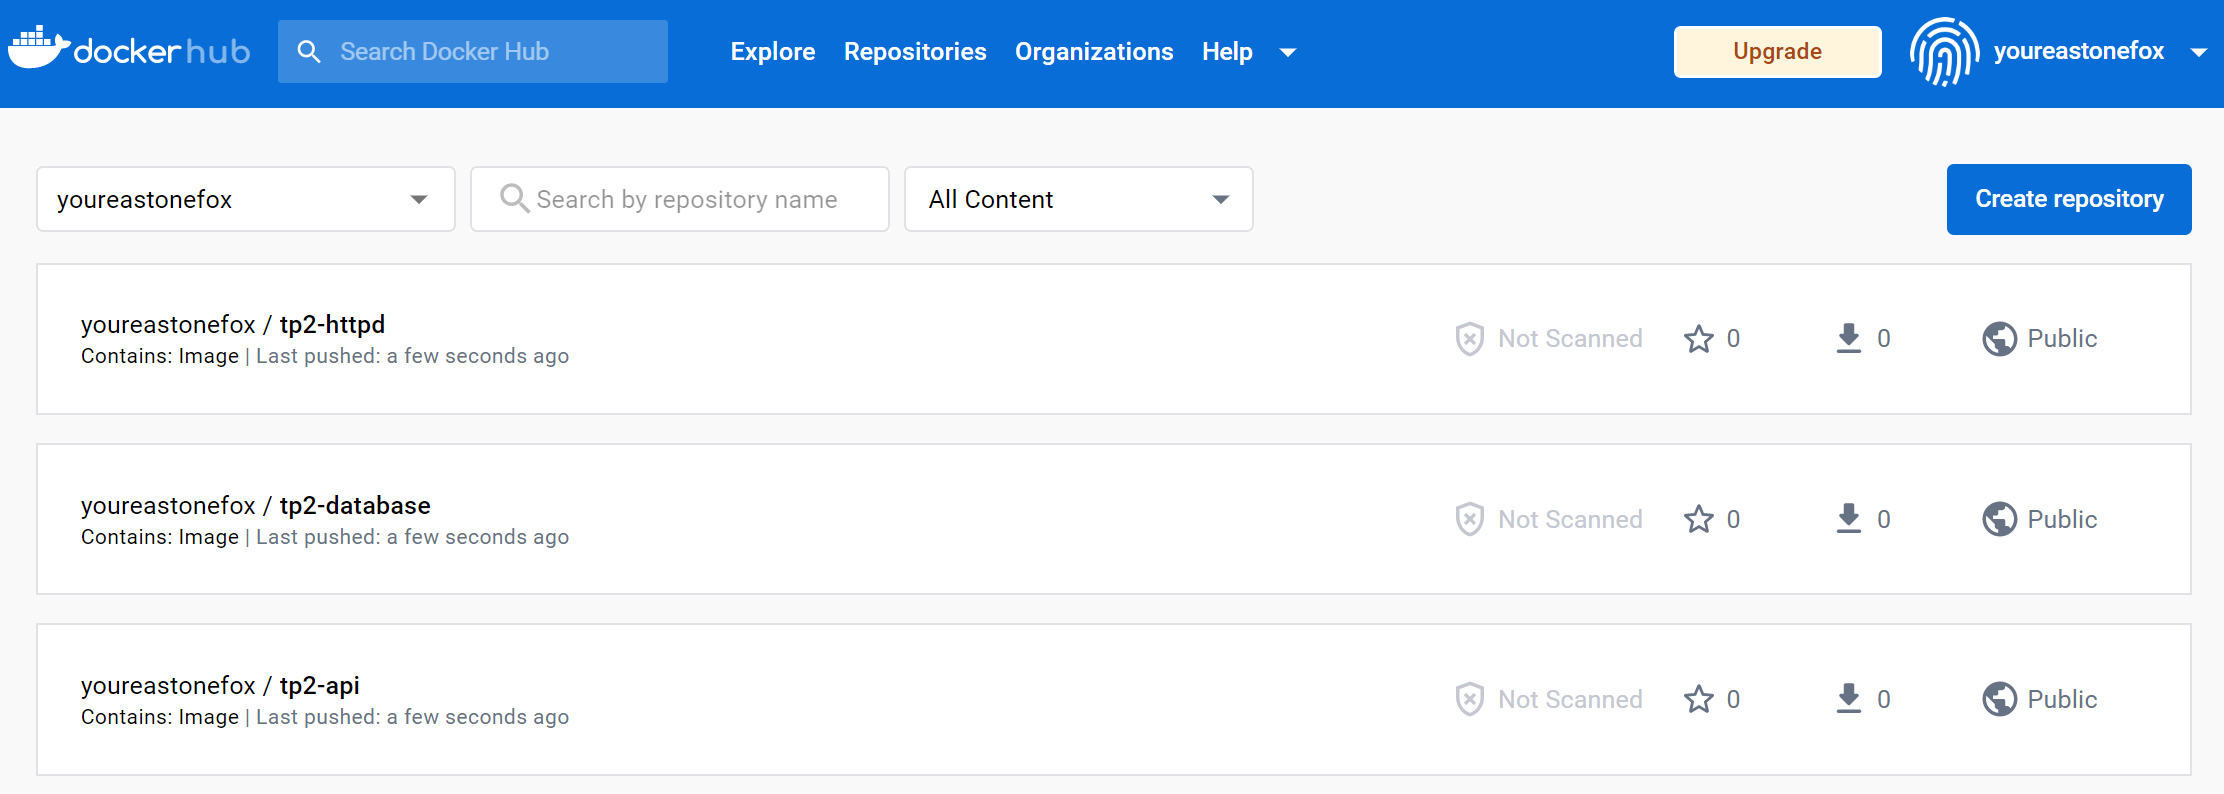 docker hub
Search Docker Hub
Explore Repositories Organizations Help
Upgrade
youreastonefox
youreastonefox
Search by repository name
All Content
Create repository
youreastonefox / tp2-httpd
Contains: Image | Last pushed: a few seconds ago
Not Scanned
0
0
Public
youreastonefox / tp2-database
Contains: Image | Last pushed: a few seconds ago
Not Scanned
0
0
Public
youreastonefox / tp2-api
Contains: Image | Last pushed: a few seconds ago
Not Scanned
0
0
Public